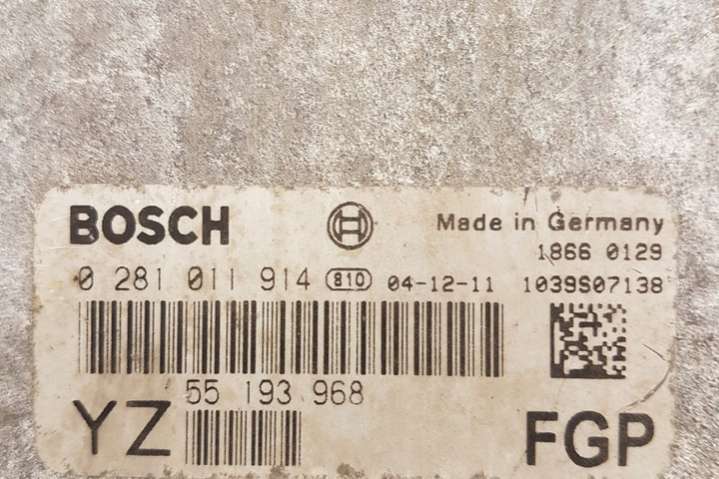 BOSCH Made in Germany
1866 0129
0 281 011 914 810 04-12-11 1039S07138
55 193 968
YZ FGP